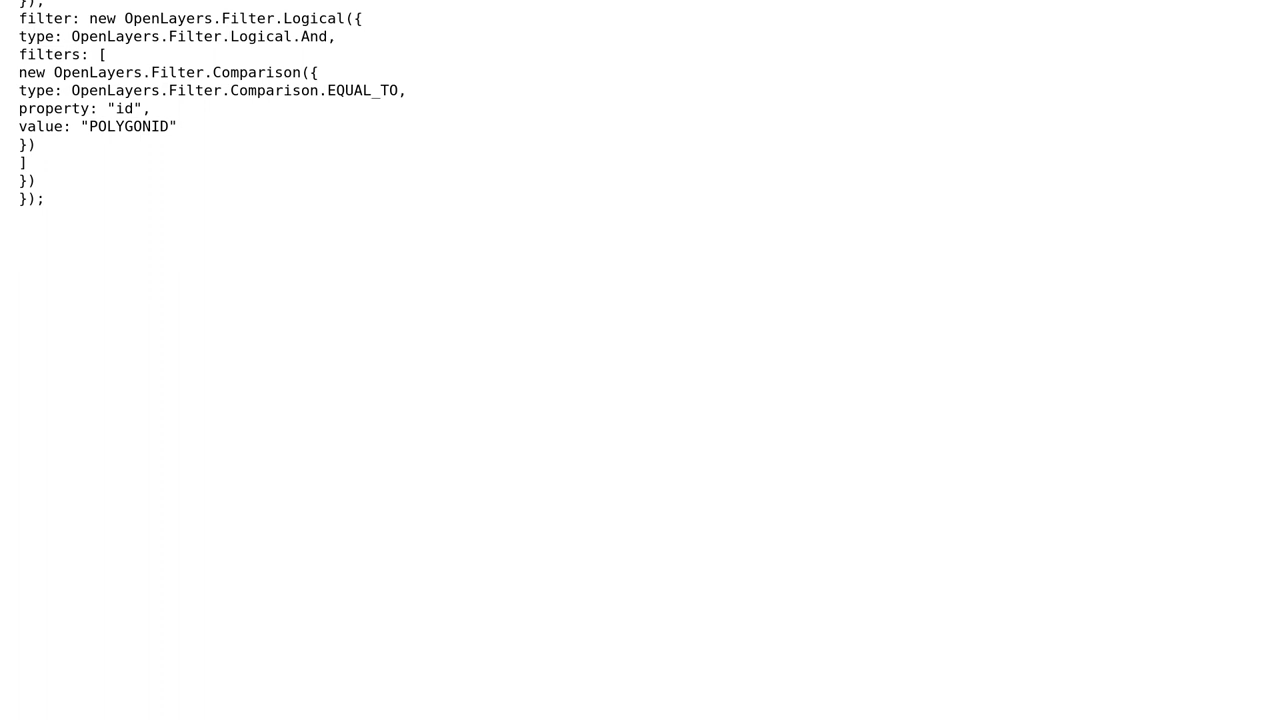 }),
filter: new OpenLayers.Filter.Logical({
type: OpenLayers.Filter.Logical.And,
filters: [
new OpenLayers.Filter.Comparison({
type: OpenLayers.Filter.Comparison.EQUAL_TO,
property: "id",
value: "POLYGONID"
})
]
})
});